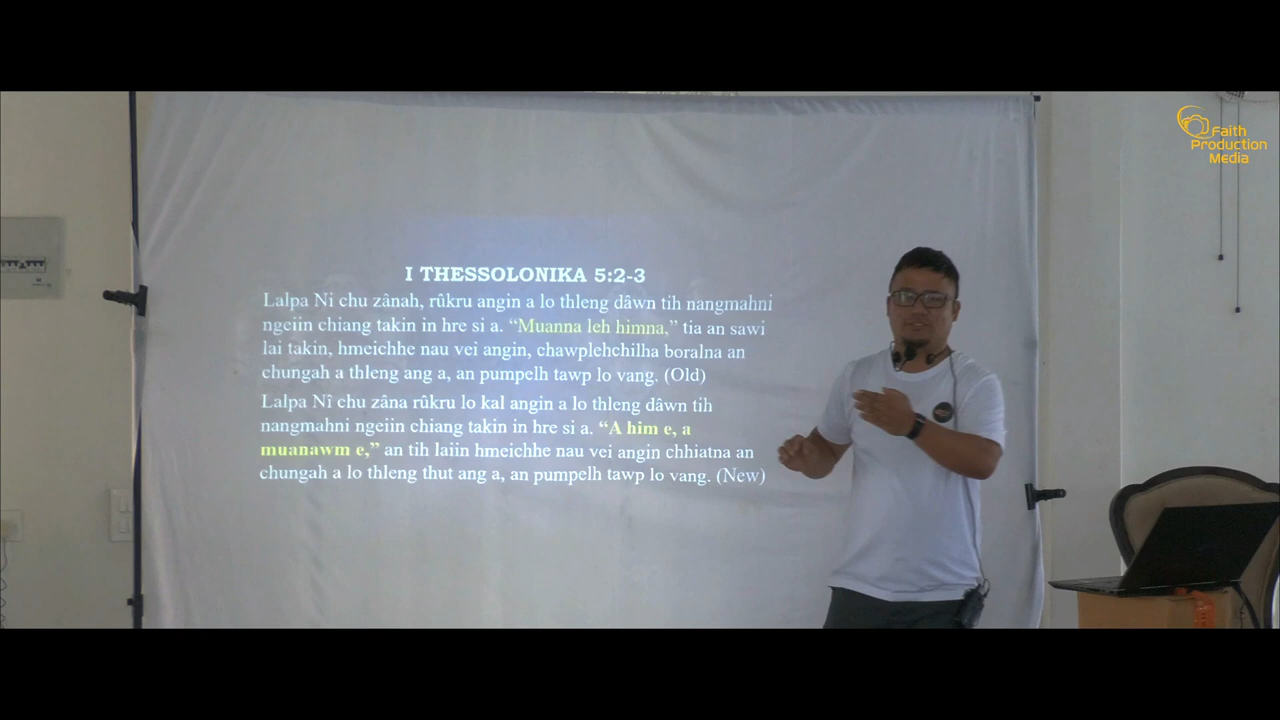 I THESSOLONIKA 5:2-3
Lalpa Ni chu zânah, rûkru angin a lo thleng dâwn tih nangmahni
ngeiin chiang takin in hre si a. “Muanna leh himna,” tia an sawi
lai takin, hmeichhe nau vei angin, chawplehchilha boralna an
chungah a thleng ang a, an pumpelh tawp lo vang. (Old)
Lalpa Nî chu zâna rûkru lo kal angin a lo thleng dâwn tih
nangmahni ngeiin chiang takin in hre si a. “A him e, a
muanawm e,” an tih laiin hmeichhe nau vei angin chhiatna an
chungah a lo thleng thut ang a, an pumpelh tawp lo vang. (New)
Faith
Production
Media